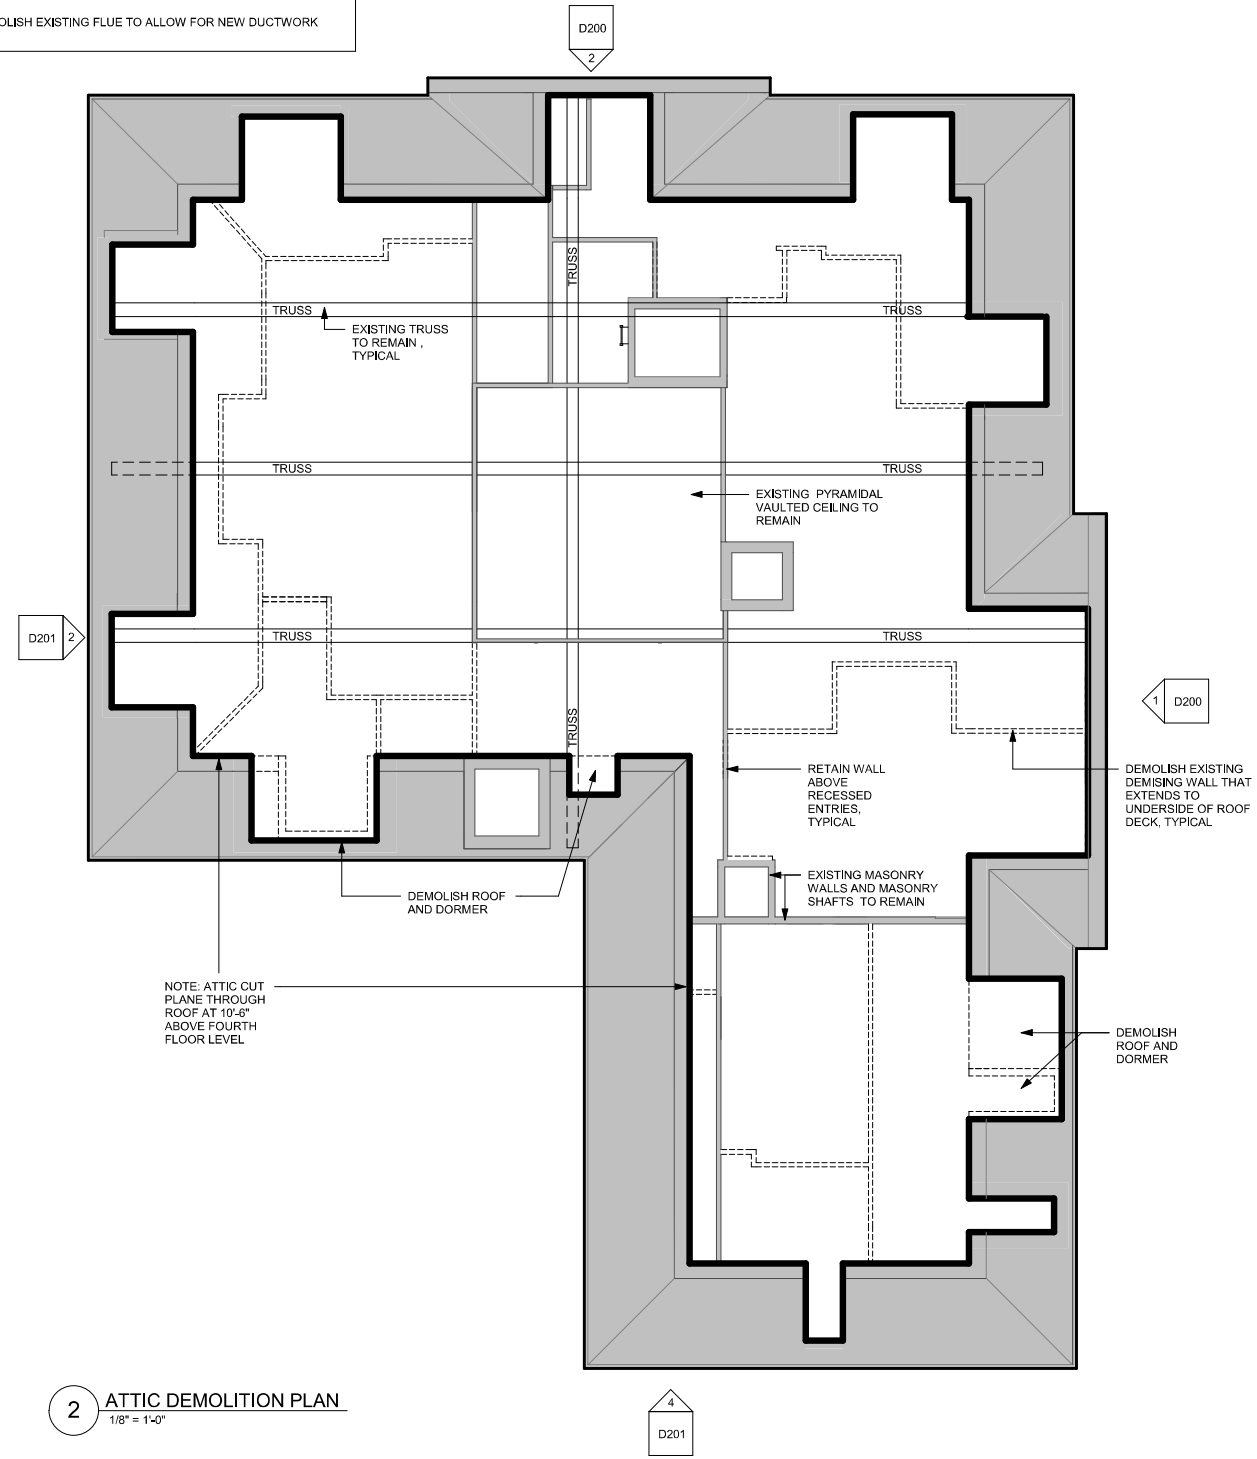 EXISTING FLUE TO ALLOW FOR NEW DUCTWORK
D200
2
TRUSS
TRUSS
TRUSS
EXISTING TRUSS
TO REMAIN ,
TYPICAL
TRUSS
TRUSS
EXISTING PYRAMIDAL
VAULTED CEILING TO
REMAIN
D201
2
TRUSS
TRUSS
1
D200
TRUSS
RETAIN WALL
ABOVE
RECESSED
ENTRIES,
TYPICAL
DEMOLISH EXISTING
DEMISING WALL THAT
EXTENDS TO
UNDERSIDE OF ROOF
DECK, TYPICAL
DEMOLISH ROOF
AND DORMER
EXISTING MASONRY
WALLS AND MASONRY
SHAFTS TO REMAIN
NOTE: ATTIC CUT
PLANE THROUGH
ROOF AT 10'-6"
ABOVE FOURTH
FLOOR LEVEL
DEMOLISH
ROOF AND
DORMER
2
ATTIC DEMOLITION PLAN
1/8" = 1'-0"
4
D201